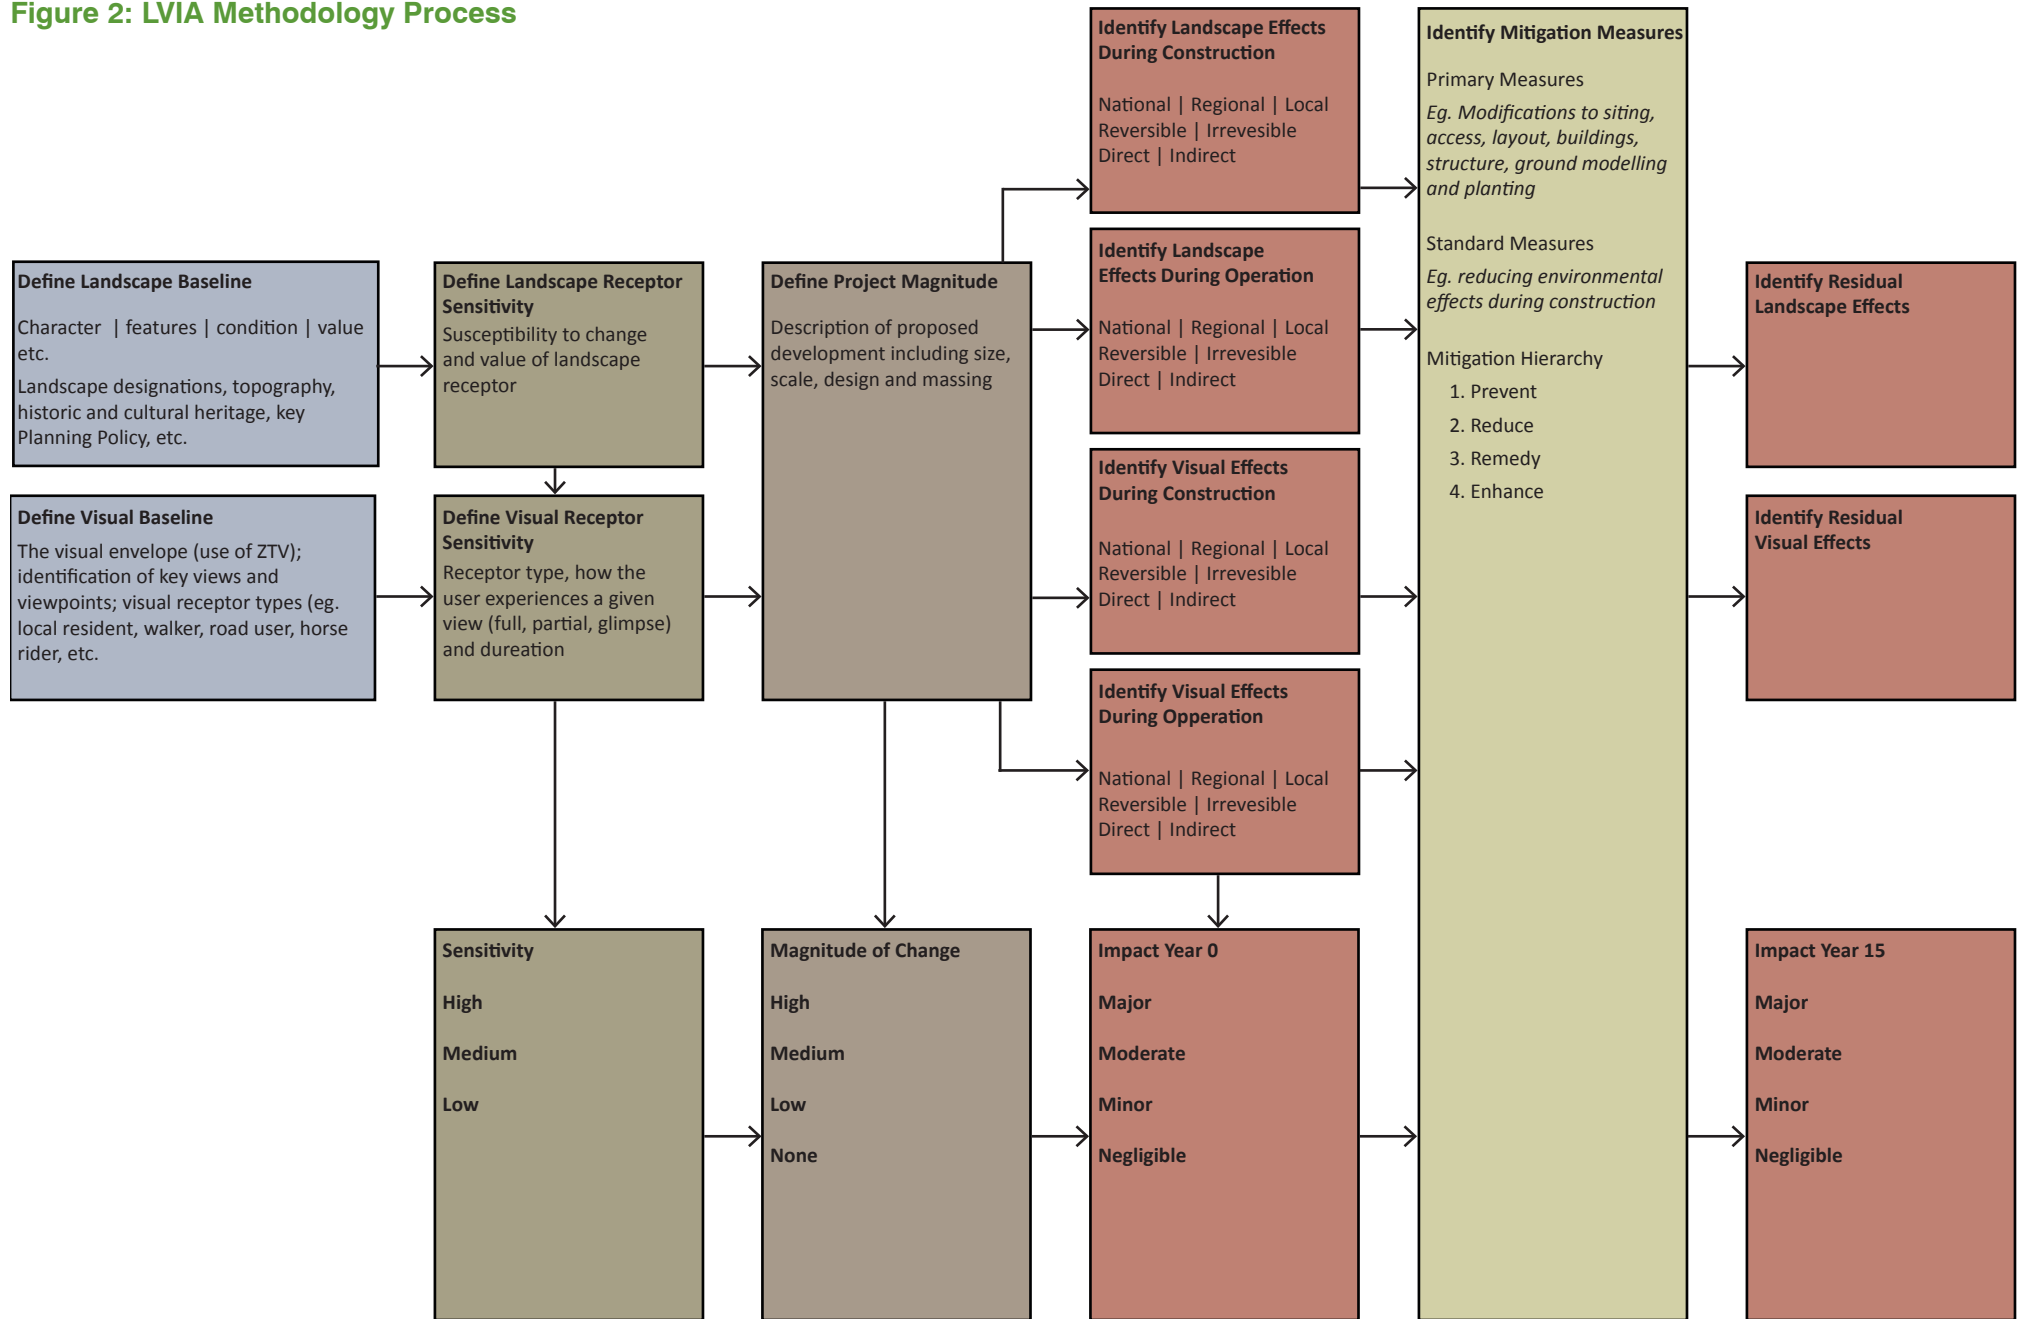 Figure 2: LVIA Methodology Process
Define Landscape Baseline
Character | features | condition | value
etc.
Landscape designations, topography,
historic and cultural heritage, key
Planning Policy, etc.
Define Visual Baseline
The visual envelope (use of ZTV);
identification of key views and
viewpoints; visual receptor types (eg.
local resident, walker, road user, horse
rider, etc.
Define Landscape Receptor
Sensitivity
Susceptibility to change
and value of landscape
receptor
Define Visual Receptor
Sensitivity
Receptor type, how the
user experiences a given
view (full, partial, glimpse)
and dureation
Sensitivity
High
Medium
Low
Define Project Magnitude
Description of proposed
development including size,
scale, design and massing
Magnitude of Change
High
Medium
Low
None
Identify Landscape Effects
During Construction
National | Regional | Local
Reversible | Irrevesible
Direct | Indirect
Identify Landscape
Effects During Operation
National | Regional | Local
Reversible | Irrevesible
Direct | Indirect
Identify Visual Effects
During Construction
National | Regional | Local
Reversible | Irrevesible
Direct | Indirect
Identify Visual Effects
During Opperation
National | Regional | Local
Reversible | Irrevesible
Direct | Indirect
Impact Year 0
Major
Moderate
Minor
Negligible
Identify Mitigation Measures
Primary Measures
Eg. Modifications to siting,
access, layout, buildings,
structure, ground modelling
and planting
Standard Measures
Eg. reducing environmental
effects during construction
Mitigation Hierarchy
1. Prevent
2. Reduce
3. Remedy
4. Enhance
Identify Residual
Landscape Effects
Identify Residual
Visual Effects
Impact Year 15
Major
Moderate
Minor
Negligible